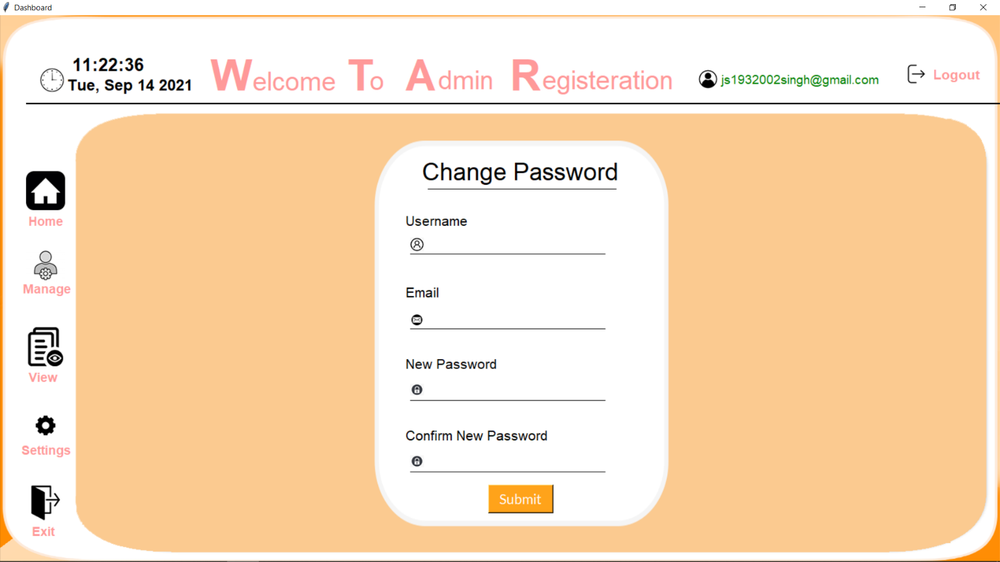 Dashboard
11:22:36
Tue, Sep 14 2021
Welcome To Admin Registeration
js1932002singh@gmail.com
Logout
Change Password
Home
Username
Manage
Email
New Password
View
Confirm New Password
Settings
Submit
Exit